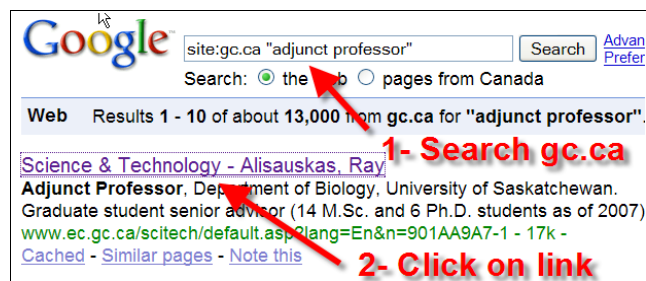 Google
site:gc.ca "adjunct professor" Search Advan
Prefer
Search: the pages from Canada
Web Results 1 - 10 of about 13,000 from gc.ca for "adjunct professor".
1- Search gc.ca
Science & Technology - Alisauskas, Ray
Adjunct Professor, Department of Biology, University of Saskatchewan.
Graduate student senior advisor (14 M.Sc. and 6 Ph.D. students as of 2007)
www.ec.gc.ca/scitech/default.asp?lang=En&n=901AA9A7-1 - 17k -
Cached - Similar pages - Note this
2- Click on link